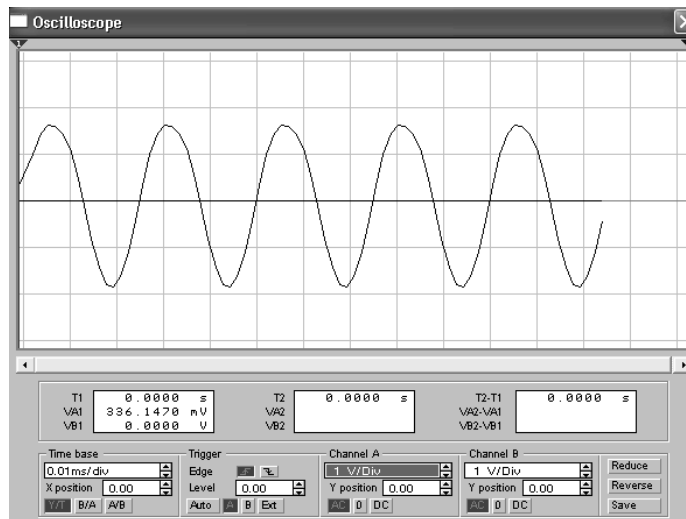 Oscilloscope
1
T1 0.0000 s
VA1 336.1470 mV
VB1 0.0000 V
T2 0.0000 s
VA2
VB2
T2-T1 0.0000 s
VA2-VA1
VB2-VB1
Time base
0.01ms/div
X position 0.00
Y/T B/A A/B
Trigger
Edge
Level 0.00
Auto A B Ext
Channel A
1 V/Div
Y position 0.00
AC 0 DC
Channel B
1 V/Div
Y position 0.00
AC 0 DC
Reduce
Reverse
Save